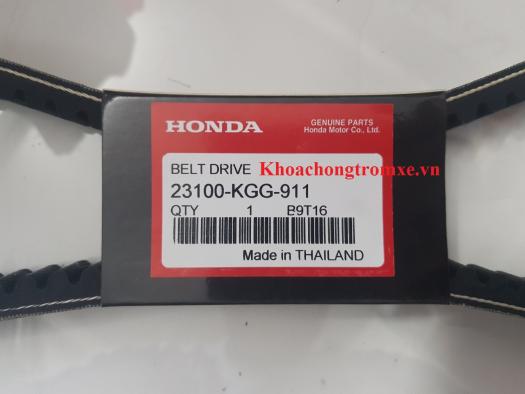 HONDA
GENUINE PARTS
Honda Motor Co., Ltd.
BELT DRIVE Khoachongtromxe.vn
23100-KGG-911
QTY 1 B9T16
Made in THAILAND